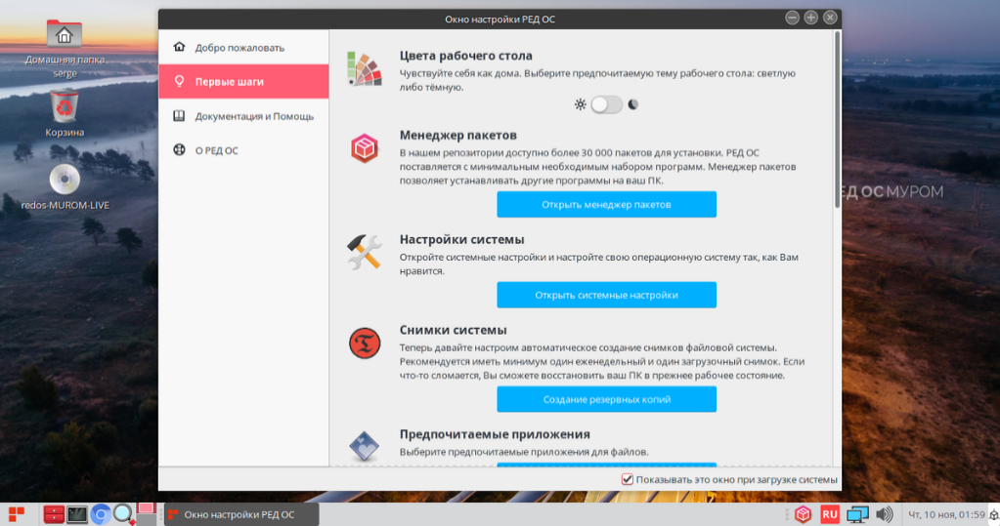 Окно настройки РЕД ОС
Домашняя папка
serge
Корзина
redos-MUROM-LIVE
Добро пожаловать
Первые шаги
Документация и Помощь
О РЕД ОС
Цвета рабочего стола
Чувствуйте себя как дома. Выберите предпочитаемую тему рабочего стола: светлую
либо тёмную.
Менеджер пакетов
В нашем репозитории доступно более 30 000 пакетов для установки. РЕД ОС
поставляется с минимальным необходимым набором программ. Менеджер пакетов
позволяет устанавливать другие программы на ваш ПК.
Открыть менеджер пакетов
Настройки системы
Откройте системные настройки и настройте свою операционную систему так, как Вам
нравится.
Открыть системные настройки
Снимки системы
Теперь давайте настроим автоматическое создание снимков файловой системы.
Рекомендуется иметь минимум один еженедельный и один загрузочный снимок. Если
что-то сломается, Вы сможете восстановить ваш ПК в прежнее рабочее состояние.
Создание резервных копий
Предпочитаемые приложения
Выберите предпочитаемые приложения для файлов.
Показывать это окно при загрузке системы
ЕД ОС МУРОМ
Окно настройки РЕД ОС
RU
Чт, 10 ноя, 01:59